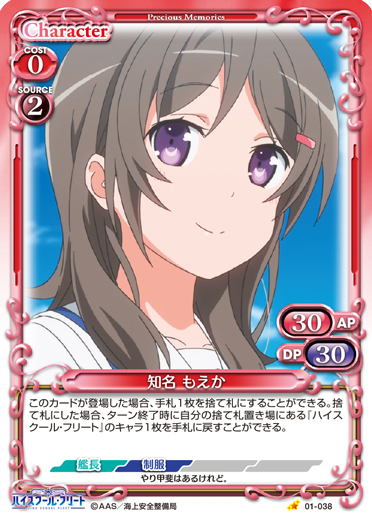 Precious Memories
Character
COST
0
SOURCE
2
30 AP
DP 30
知名 もえか
このカードが登場した場合、手札1枚を捨て札にすることができる。捨
て札にした場合、ターン終了時に自分の捨て札置き場にある『ハイス
クール・フリート』のキャラ1枚を手札に戻すことができる。
艦長 制服
やり甲斐はあるけれど。
ハイスクール・フリート
HIGH SCHOOL FLEET
©AAS/海上安全整備局
01-038